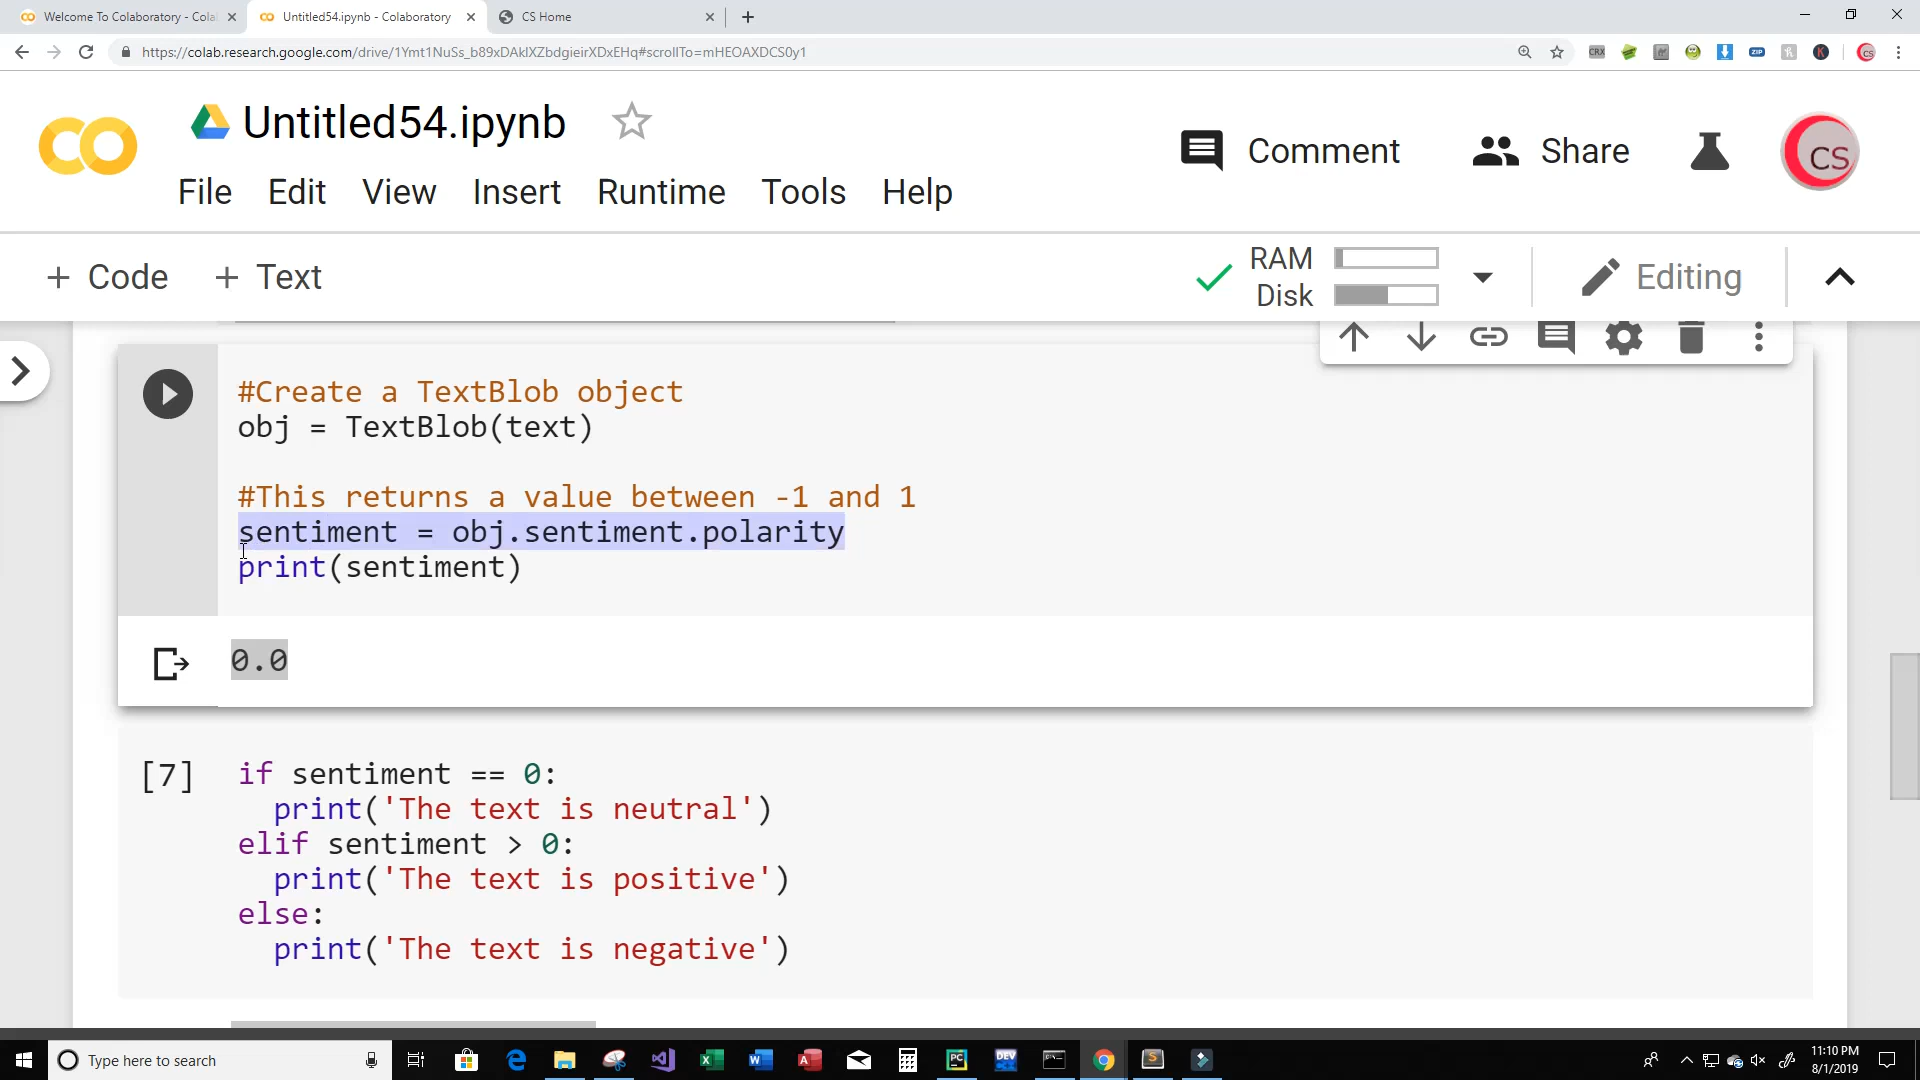 Welcome To Colaboratory - Cola
Untitled54.ipynb - Colaboratory
CS Home
https://colab.research.google.com/drive/1Ymt1NuSs_b89xDAklXZbdgieirXDxEHq#scrollTo=mHEOAXDCS0y1
CO
Untitled54.ipynb
Comment
Share
CS
File Edit View Insert Runtime Tools Help
+ Code + Text
RAM
Disk
Editing
#Create a TextBlob object
obj = TextBlob(text)
#This returns a value between -1 and 1
sentiment = obj.sentiment.polarity
print(sentiment)
0.0
[7] if sentiment == 0:
print('The text is neutral')
elif sentiment > 0:
print('The text is positive')
else:
print('The text is negative')
Type here to search
11:10 PM
8/1/2019